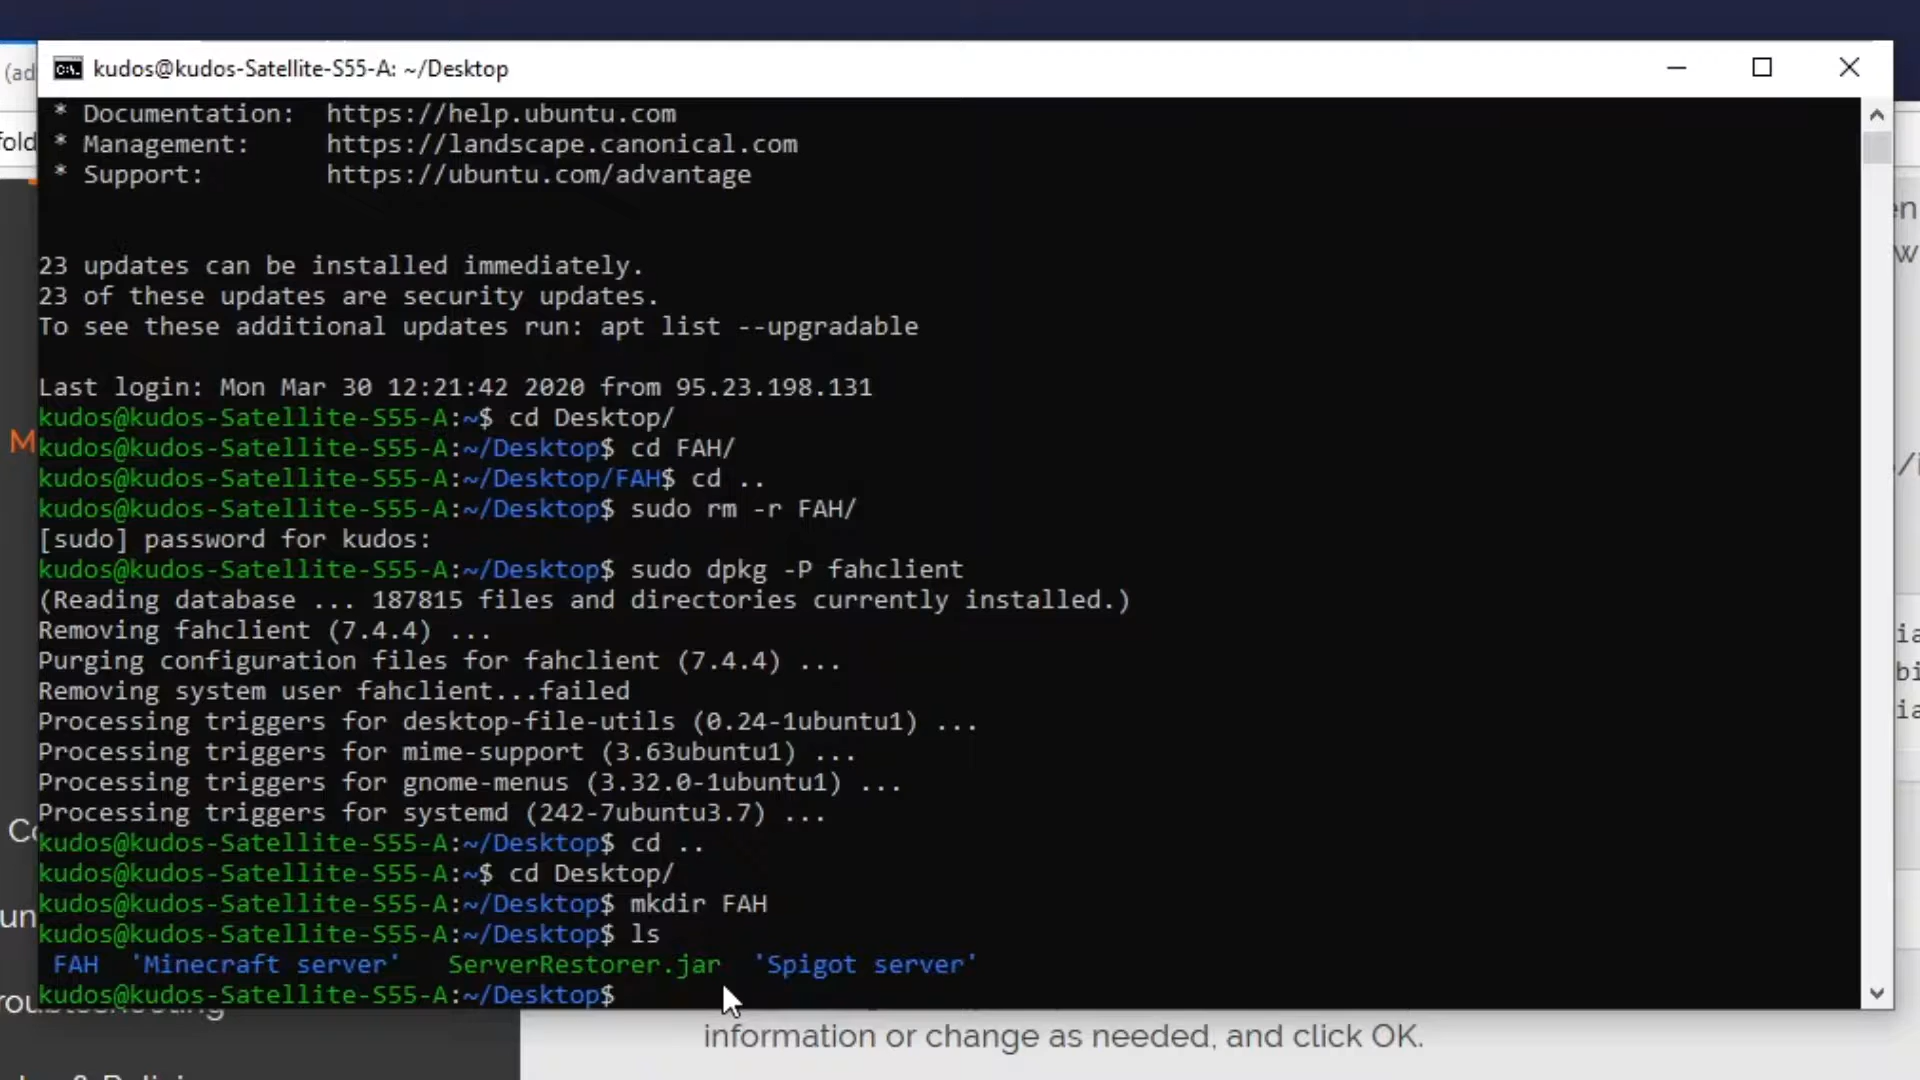 kudos@kudos-Satellite-S55-A: ~/Desktop
* Documentation:  https://help.ubuntu.com
* Management:     https://landscape.canonical.com
* Support:        https://ubuntu.com/advantage
23 updates can be installed immediately.
23 of these updates are security updates.
To see these additional updates run: apt list --upgradable
Last login: Mon Mar 30 12:21:42 2020 from 95.23.198.131
kudos@kudos-Satellite-S55-A:~$ cd Desktop/
kudos@kudos-Satellite-S55-A:~/Desktop$ cd FAH/
kudos@kudos-Satellite-S55-A:~/Desktop/FAH$ cd ..
kudos@kudos-Satellite-S55-A:~/Desktop$ sudo rm -r FAH/
[sudo] password for kudos:
kudos@kudos-Satellite-S55-A:~/Desktop$ sudo dpkg -P fahclient
(Reading database ... 187815 files and directories currently installed.)
Removing fahclient (7.4.4) ...
Purging configuration files for fahclient (7.4.4) ...
Removing system user fahclient...failed
Processing triggers for desktop-file-utils (0.24-1ubuntu1) ...
Processing triggers for mime-support (3.63ubuntu1) ...
Processing triggers for gnome-menus (3.32.0-1ubuntu1) ...
Processing triggers for systemd (242-7ubuntu3.7) ...
kudos@kudos-Satellite-S55-A:~/Desktop$ cd ..
kudos@kudos-Satellite-S55-A:~$ cd Desktop/
kudos@kudos-Satellite-S55-A:~/Desktop$ mkdir FAH
kudos@kudos-Satellite-S55-A:~/Desktop$ ls
FAH  'Minecraft server'   ServerRestorer.jar  'Spigot server'
kudos@kudos-Satellite-S55-A:~/Desktop$
information or change as needed, and click OK.